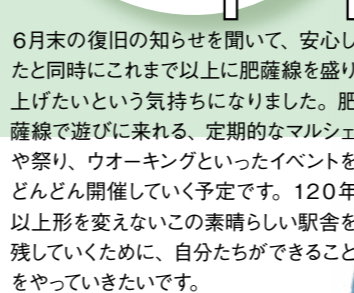 6月末の復旧の知らせを聞いて、安心し
たと同時にこれまで以上に肥薩線を盛り
上げたいという気持ちになりました。肥
薩線で遊びに来れる、定期的なマルシェ
や祭り、ウオーキングといったイベントを
どんどん開催していく予定です。120年
以上形を変えないこの素晴らしい駅舎を
残していくために、自分たちができること
をやっていきたいです。